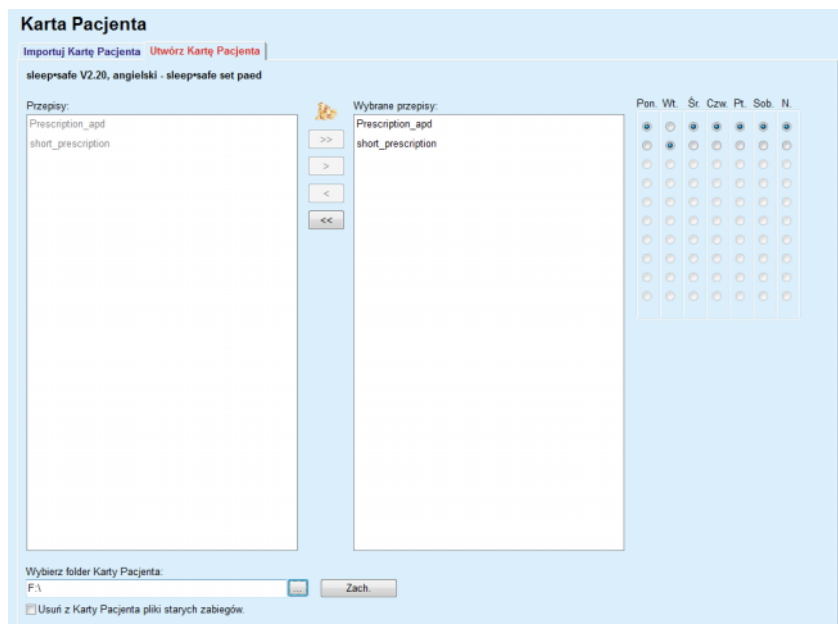 Karta Pacjenta
Importuj Kartę Pacjenta Utwórz Kartę Pacjenta
sleep•safe V2.20, angielski - sleep•safe set paed
Przepisy:
Prescription_apd
short_prescription
>>
>
<
<<
Wybrane przepisy:
Prescription_apd
short_prescription
Pon. Wt. Śr. Czw. Pt. Sob. N.
Wybierz folder Karty Pacjenta:
F:\
... Zach.
Usuń z Karty Pacjenta pliki starych zabiegów.